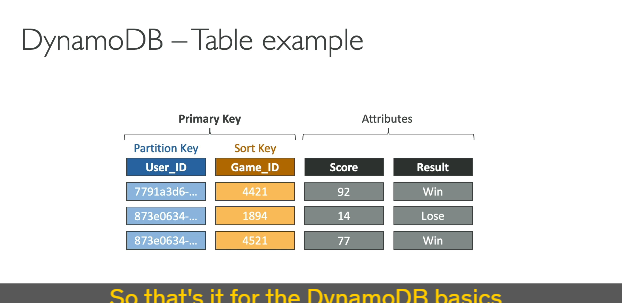 DynamoDB – Table example
Primary Key Attributes
Partition Key Sort Key
User_ID Game_ID Score Result
7791a3d6-... 4421 92 Win
873e0634-... 1894 14 Lose
873e0634-... 4521 77 Win
So that's it for the DynamoDB basics